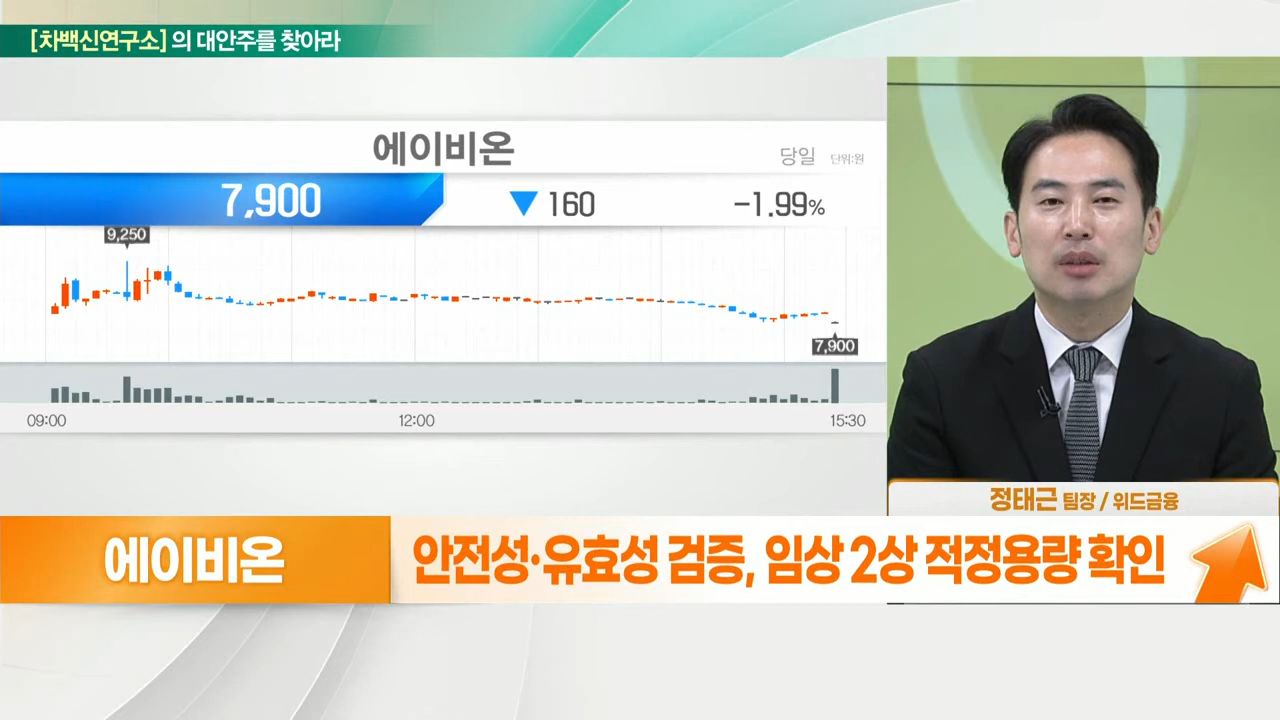 [차백신연구소] 의 대안주를 찾아라
에이비온
당일 단위:원
7,900 ▼ 160 -1.99%
9,250
7,900
09:00 12:00 15:30
정태근 팀장 / 위드금융
에이비온 안전성·유효성 검증, 임상 2상 적정용량 확인